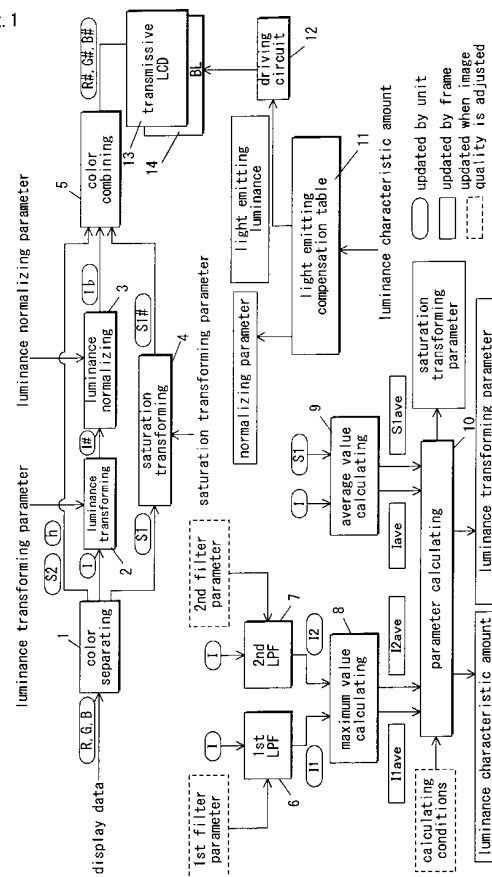 Fig. 1
display data
R, G, B
1
color
separating
S2
h
I
S1
luminance transforming parameter
luminance
transforming
2
I#
luminance normalizing parameter
luminance
normalizing
3
I♭
saturation
transforming
4
S1#
saturation transforming parameter
5
color
combining
R#, G#, B#
transmissive
LCD
BL
13
14
driving
circuit
12
light emitting
luminance
normalizing parameter
light emitting
compensation table
11
luminance characteristic amount
1st filter
parameter
I
1st LPF
6
I1
2nd filter
parameter
I
2nd
LPF
7
I2
maximum value
calculating
8
I
S1
average value
calculating
9
I1ave
I2ave
Iave
S1ave
calculating
conditions
parameter calculating
10
saturation
transforming
parameter
luminance characteristic amount
luminance transforming parameter
updated by unit
updated by frame
updated when image
quality is adjusted